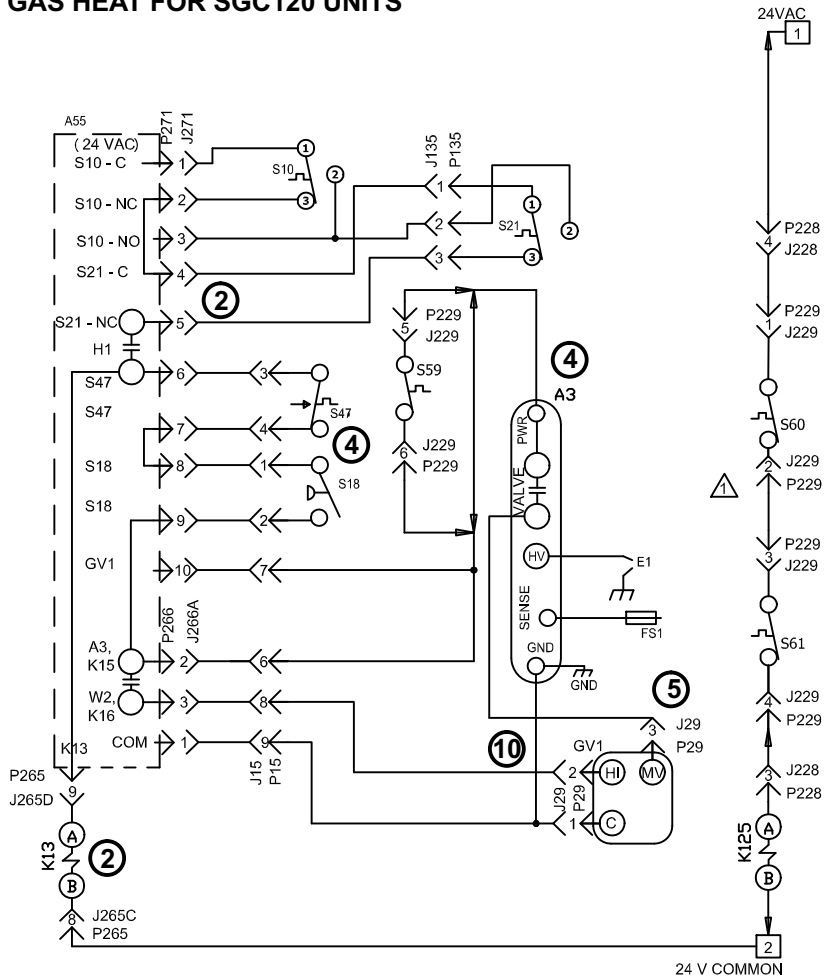 GAS HEAT FOR SGC120 UNITS
24VAC
1
A55
(24 VAC)
P271
J271
S10 - C
1
S10
1
2
3
S10 - NC
2
S10 - NO
3
S21 - C
4
J135
P135
1
2
3
S21
1
2
3
P228
4
J228
2
S21 - NC
5
H1
S47
6
3
S47
7
4
S47
4
S18
8
1
S18
S18
9
2
GV1
10
7
P229
5
J229
S59
J229
6
P229
4
A3
PWR
VALVE
HV
E1
SENSE
FS1
GND
GND
P229
1
J229
S60
J229
2
P229
1
P229
3
J229
S61
J229
4
P229
P266
J266A
A3,
K15
2
6
W2,
K16
3
8
COM
1
9
J15
P15
5
3
J29
P29
10
GV1
2
HI
MV
J29
P29
1
C
J228
3
P228
K13
P265
9
J265D
A
K13
2
B
J265C
8
P265
A
K125
B
2
24 V COMMON